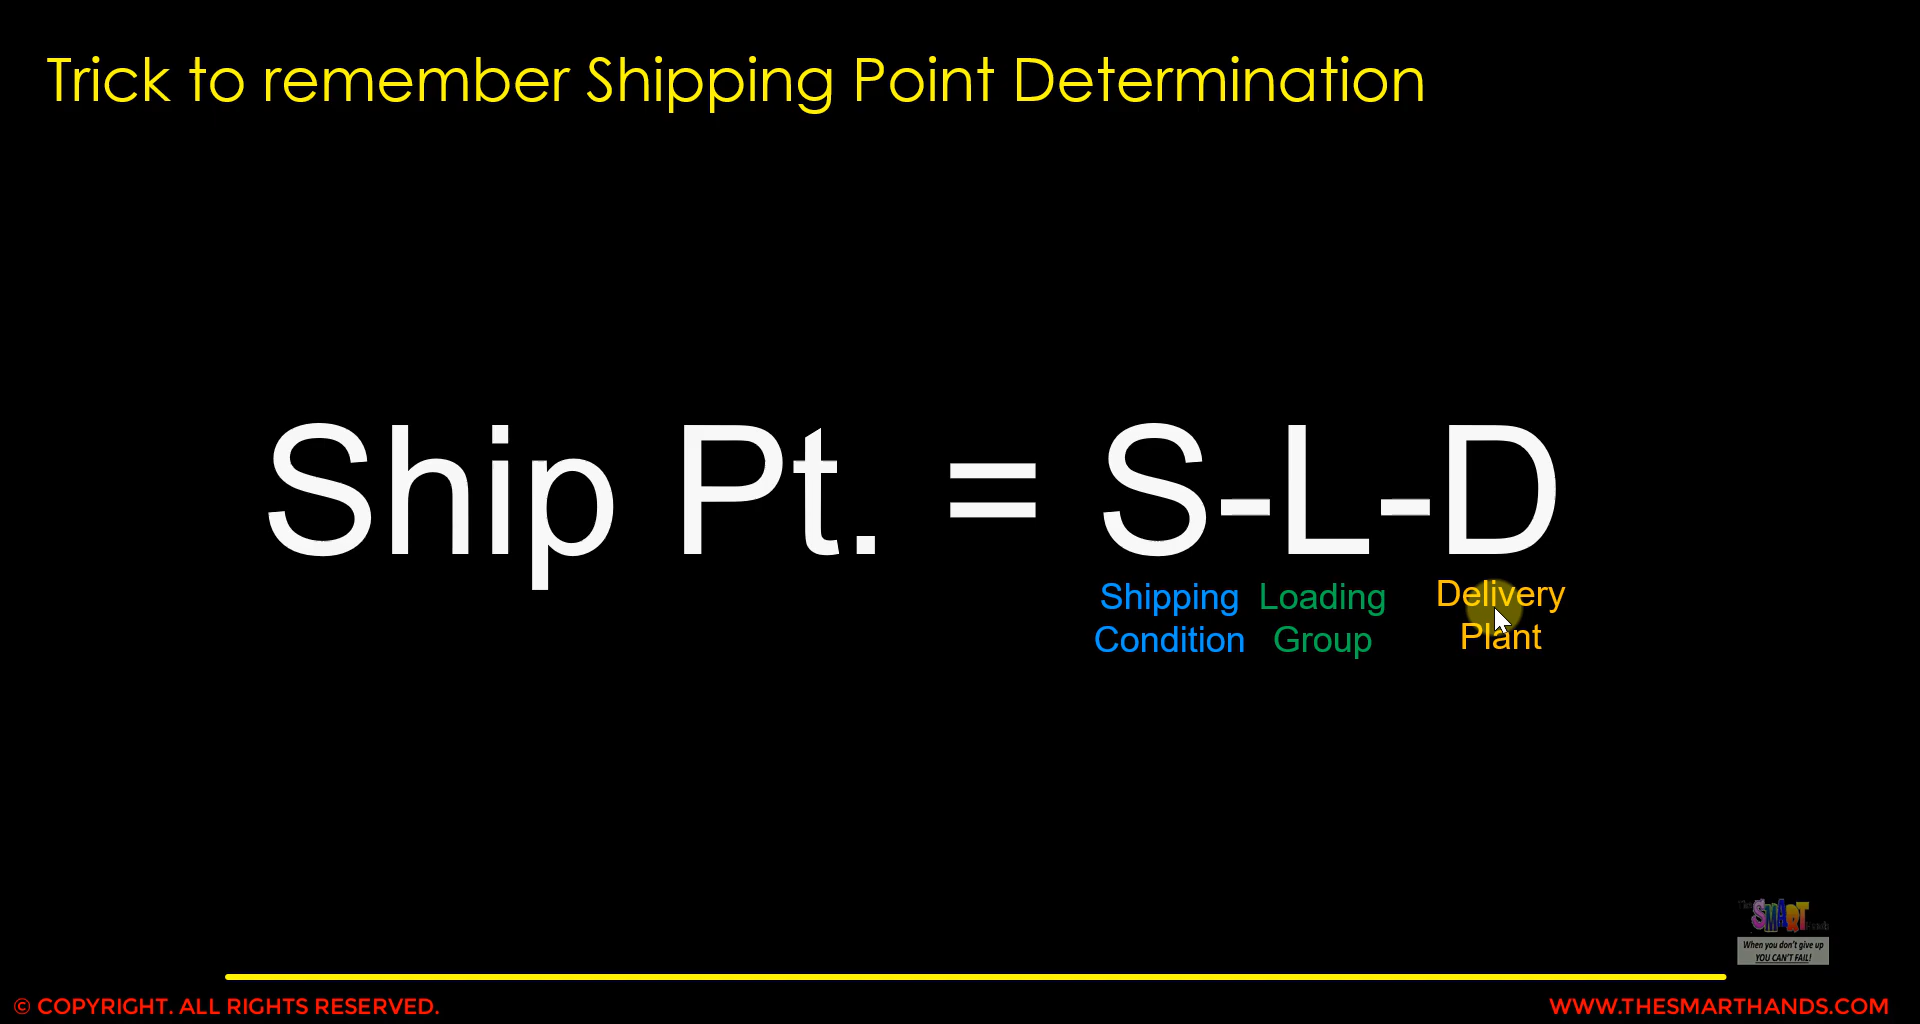 Trick to remember Shipping Point Determination
Ship Pt. = S-L-D
Shipping Loading Delivery
Condition Group Plant
SMART
When you don't give up
YOU CAN'T FAIL!
© COPYRIGHT. ALL RIGHTS RESERVED.
WWW.THESMARTHANDS.COM